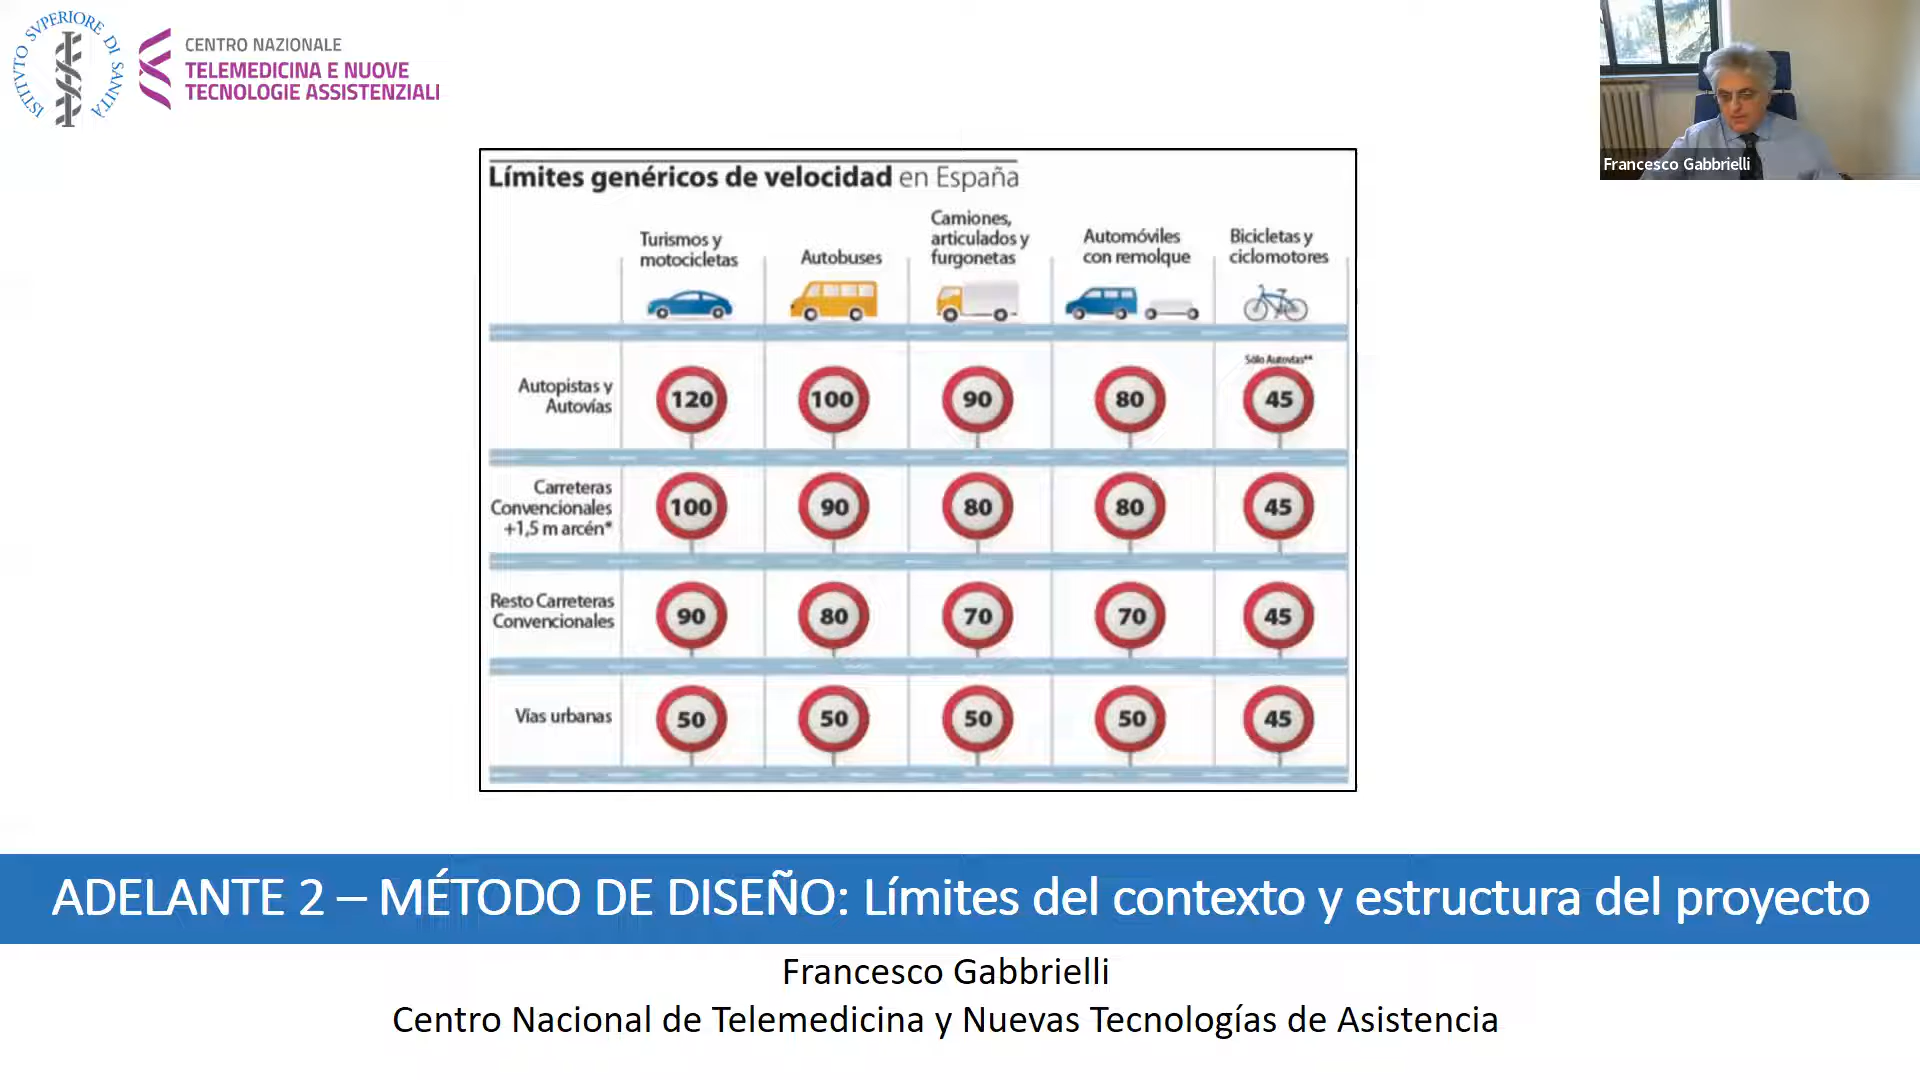 ISTITVTO SVPERIORE DI SANITÀ
CENTRO NAZIONALE
TELEMEDICINA E NUOVE
TECNOLOGIE ASSISTENZIALI
Francesco Gabbrielli
Límites genéricos de velocidad en España
Turismos y
motocicletas
Autobuses
Camiones,
articulados y
furgonetas
Automóviles
con remolque
Bicicletas y
ciclomotores
Autopistas y
Autovías
120
100
90
80
Sólo Autovías**
45
Carreteras
Convencionales
+1,5 m arcén*
100
90
80
80
45
Resto Carreteras
Convencionales
90
80
70
70
45
Vías urbanas
50
50
50
50
45
ADELANTE 2 – MÉTODO DE DISEÑO: Límites del contexto y estructura del proyecto
Francesco Gabbrielli
Centro Nacional de Telemedicina y Nuevas Tecnologías de Asistencia